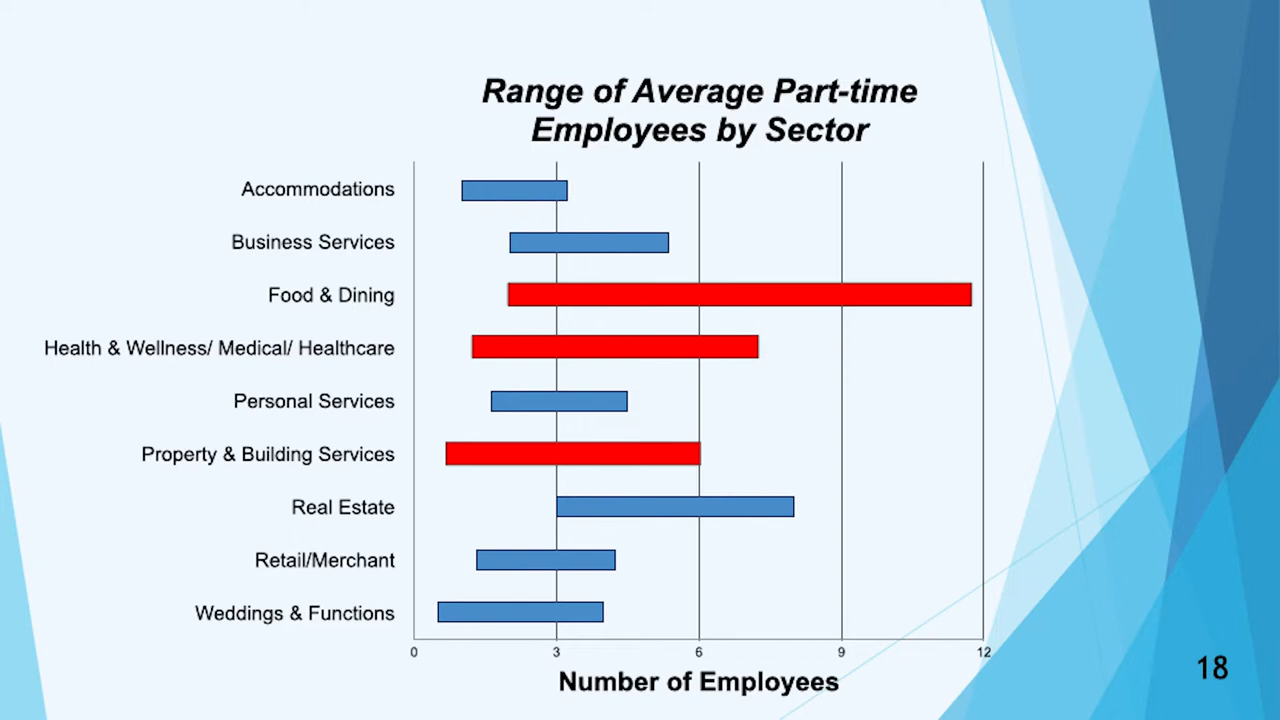 Range of Average Part-time
Employees by Sector
Accommodations
Business Services
Food & Dining
Health & Wellness/ Medical/ Healthcare
Personal Services
Property & Building Services
Real Estate
Retail/Merchant
Weddings & Functions
0 3 6 9 12
Number of Employees
18